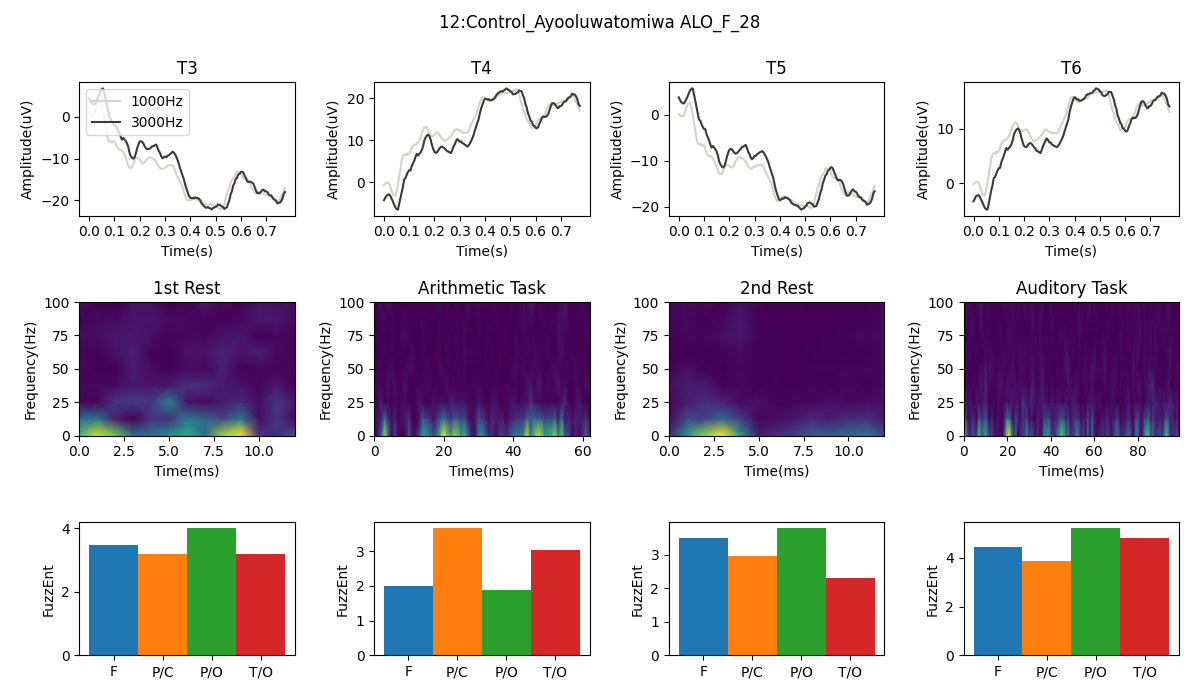 12:Control_Ayooluwatomiwa ALO_F_28
T3
T4
T5
T6
Amplitude(uV)
0
−10
−20
1000Hz
3000Hz
0.0 0.1 0.2 0.3 0.4 0.5 0.6 0.7
Time(s)
Amplitude(uV)
20
10
0
0.0 0.1 0.2 0.3 0.4 0.5 0.6 0.7
Time(s)
Amplitude(uV)
0
−10
−20
0.0 0.1 0.2 0.3 0.4 0.5 0.6 0.7
Time(s)
Amplitude(uV)
10
0
0.0 0.1 0.2 0.3 0.4 0.5 0.6 0.7
Time(s)
1st Rest
Arithmetic Task
2nd Rest
Auditory Task
Frequency(Hz)
100
75
50
25
0
0.0 2.5 5.0 7.5 10.0
Time(ms)
Frequency(Hz)
100
75
50
25
0
0 20 40 60
Time(ms)
Frequency(Hz)
100
75
50
25
0
0.0 2.5 5.0 7.5 10.0
Time(ms)
Frequency(Hz)
100
75
50
25
0
0 20 40 60 80
Time(ms)
FuzzEnt
4
2
0
F P/C P/O T/O
FuzzEnt
3
2
1
0
F P/C P/O T/O
FuzzEnt
3
2
1
0
F P/C P/O T/O
FuzzEnt
4
2
0
F P/C P/O T/O